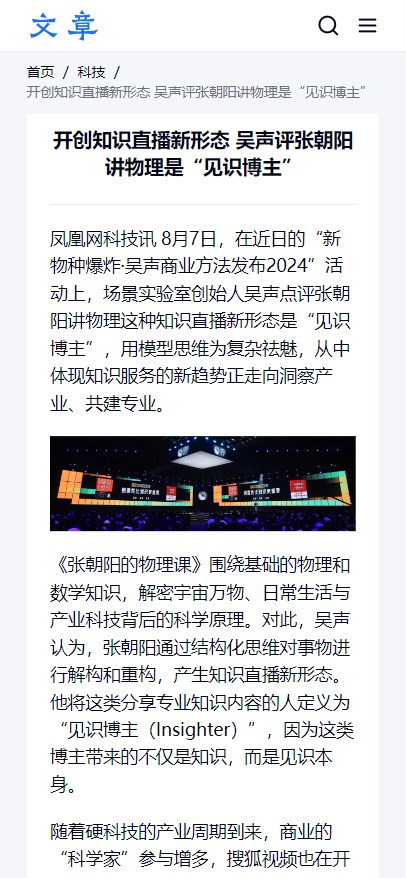 文章
首页 / 科技 /
开创知识直播新形态 吴声评张朝阳讲物理是“见识博主”
开创知识直播新形态 吴声评张朝阳
讲物理是“见识博主”
凤凰网科技讯 8月7日，在近日的“新
物种爆炸·吴声商业方法发布2024”活
动上，场景实验室创始人吴声点评张朝
阳讲物理这种知识直播新形态是“见识
博主”，用模型思维为复杂祛魅，从中
体现知识服务的新趋势正走向洞察产
业、共建专业。
《张朝阳的物理课》围绕基础的物理和
数学知识，解密宇宙万物、日常生活与
产业科技背后的科学原理。对此，吴声
认为，张朝阳通过结构化思维对事物进
行解构和重构，产生知识直播新形态。
他将这类分享专业知识内容的人定义为
“见识博主（Insighter）”，因为这类
博主带来的不仅是知识，而是见识本
身。
随着硬科技的产业周期到来，商业的
“科学家”参与增多，搜狐视频也在开